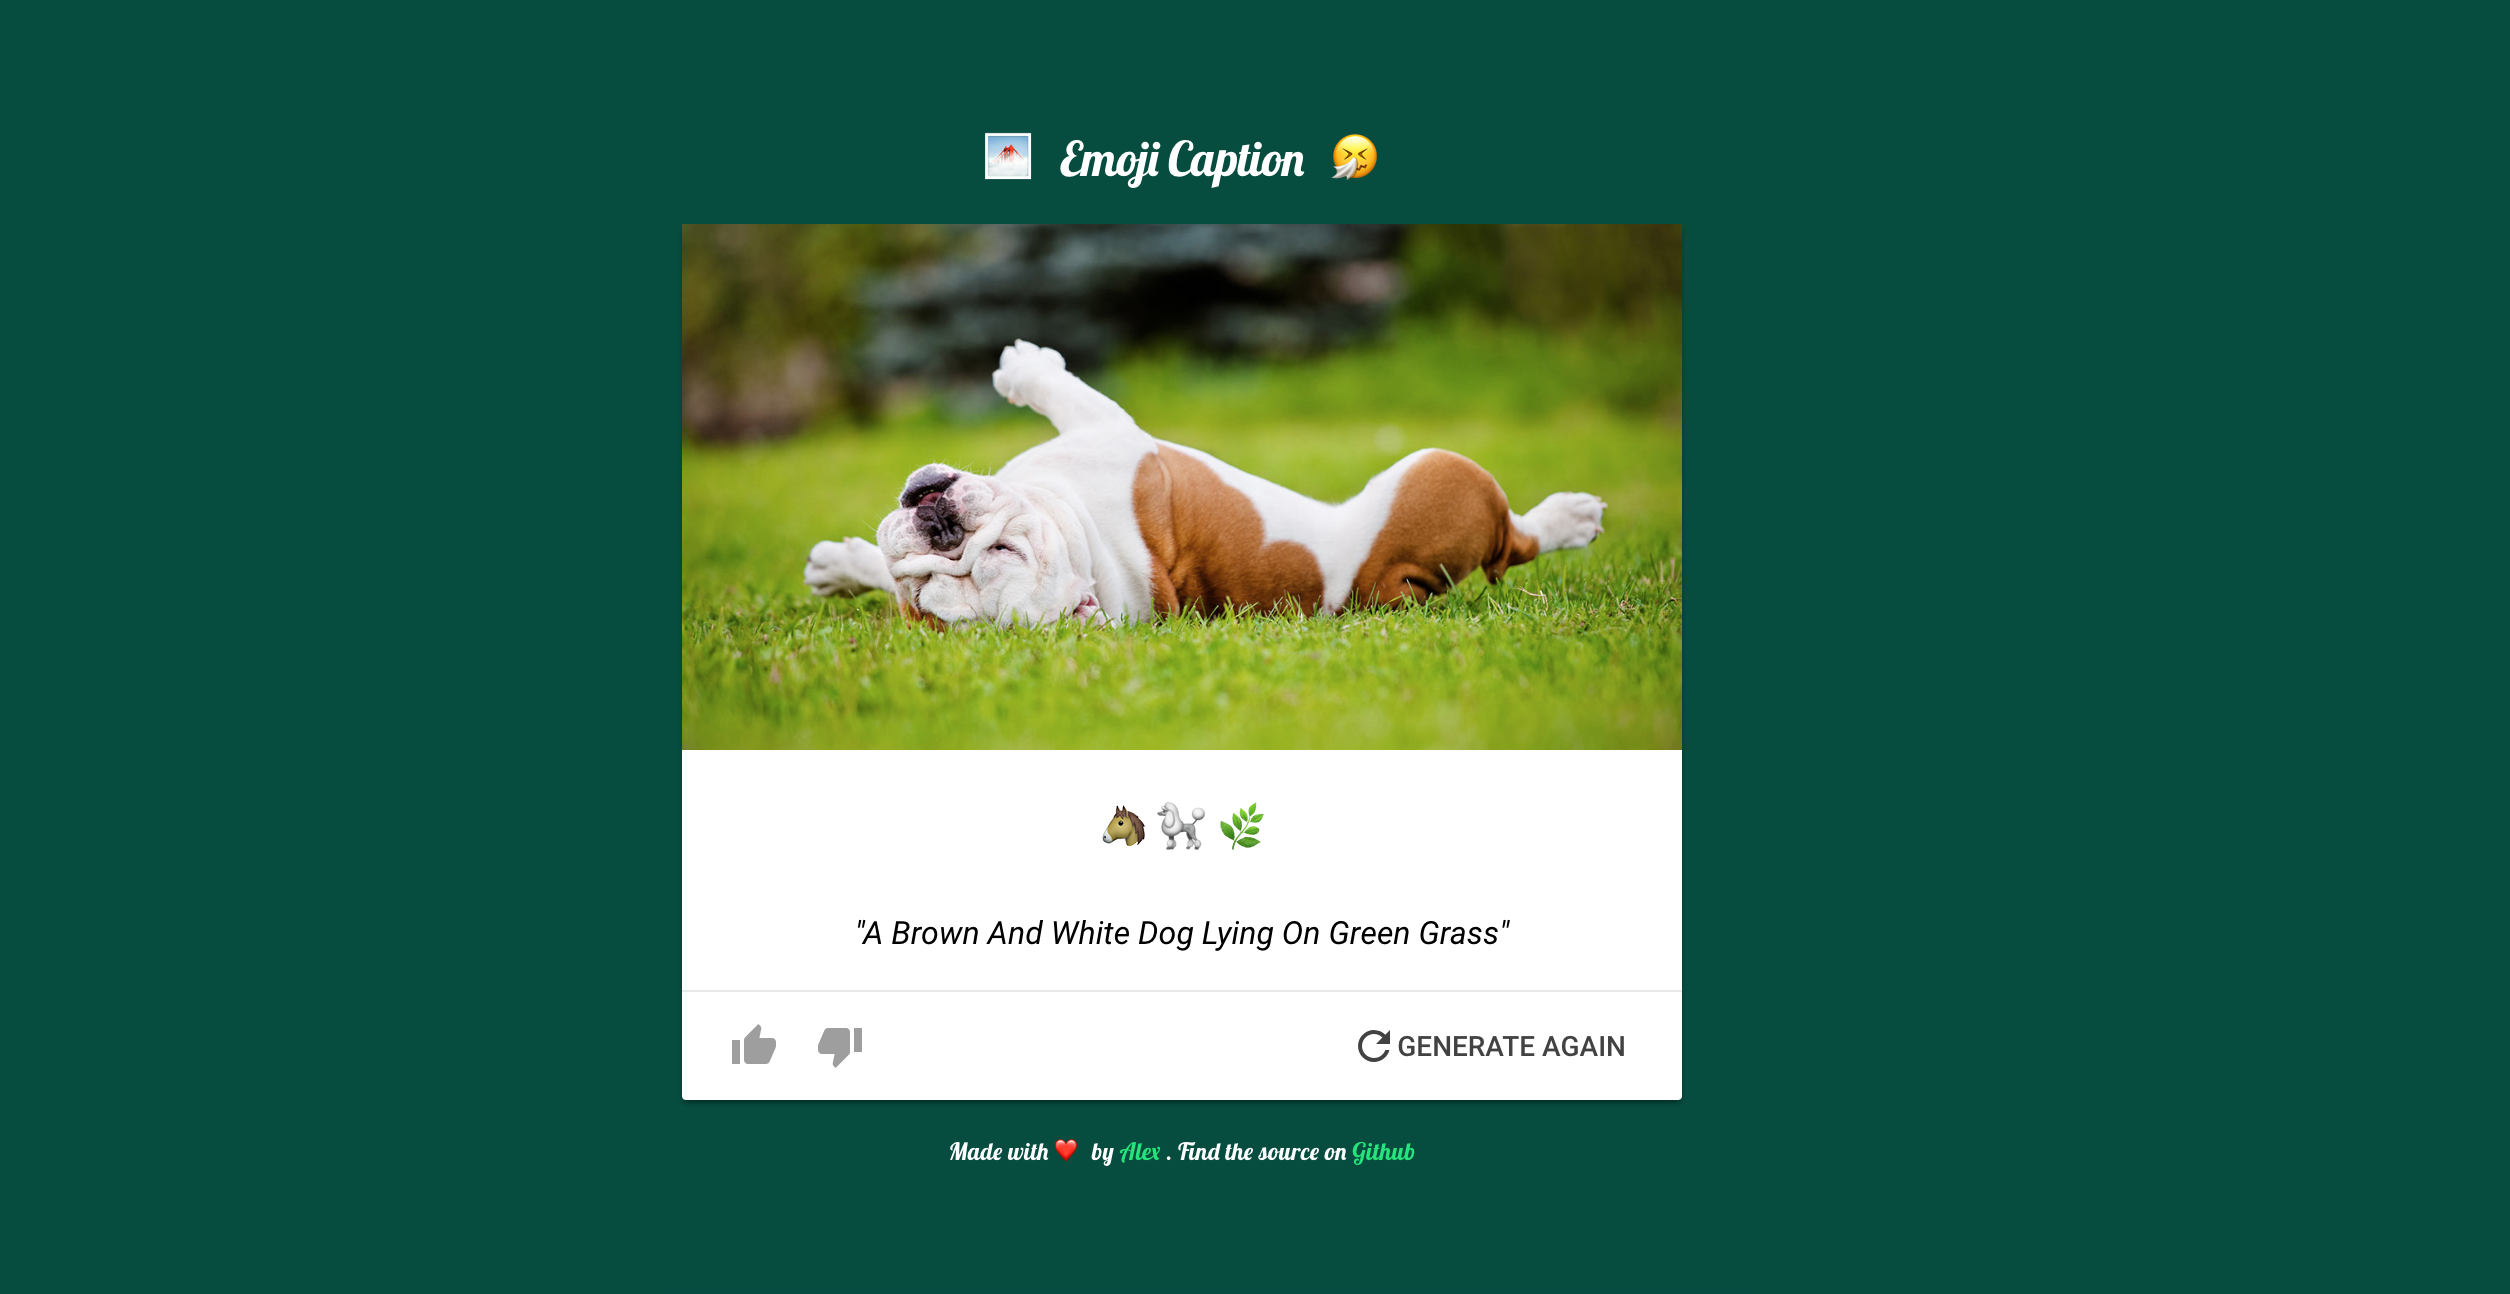 Emoji Caption
"A Brown And White Dog Lying On Green Grass"
GENERATE AGAIN
Made with ❤️ by Alex . Find the source on Github